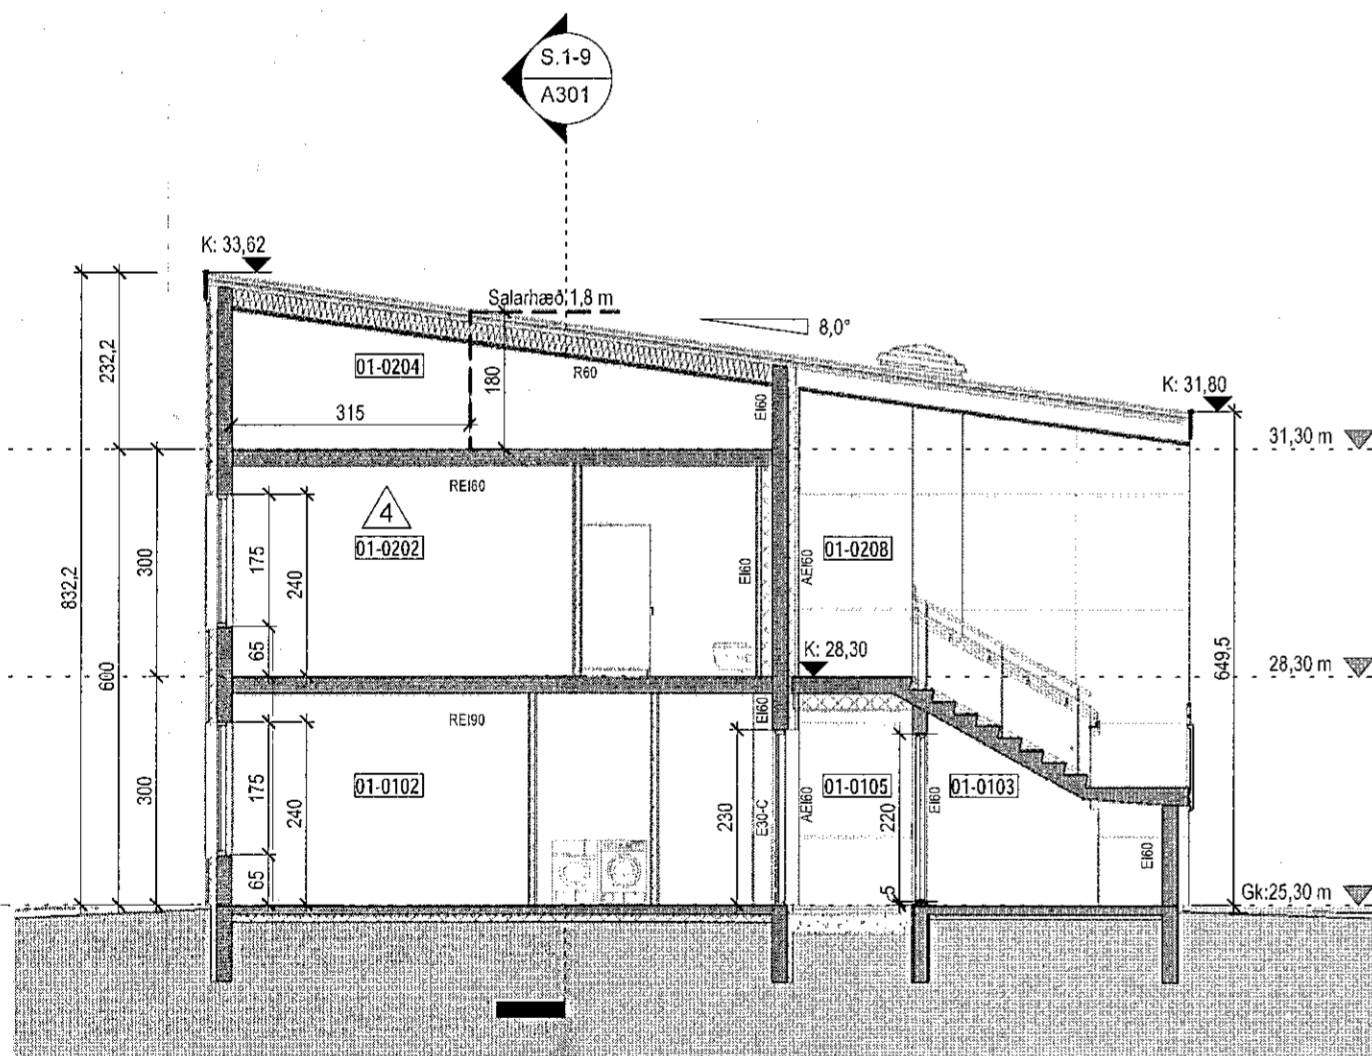 S.1-9
A301
K: 33,62
Salarhæð 1,8 m
8,0°
K: 31,80
232,2
01-0204
180
R60
EI60
315
31,30 m
REI60
4
01-0202
01-0208
300
175
240
EI60
AEI60
832,2
600
65
K: 28,30
28,30 m
649,5
REI90
EI60
300
175
240
01-0102
230
E30-C
AEI60
01-0105
220
EI60
01-0103
EI60
65
5
Gk:25,30 m